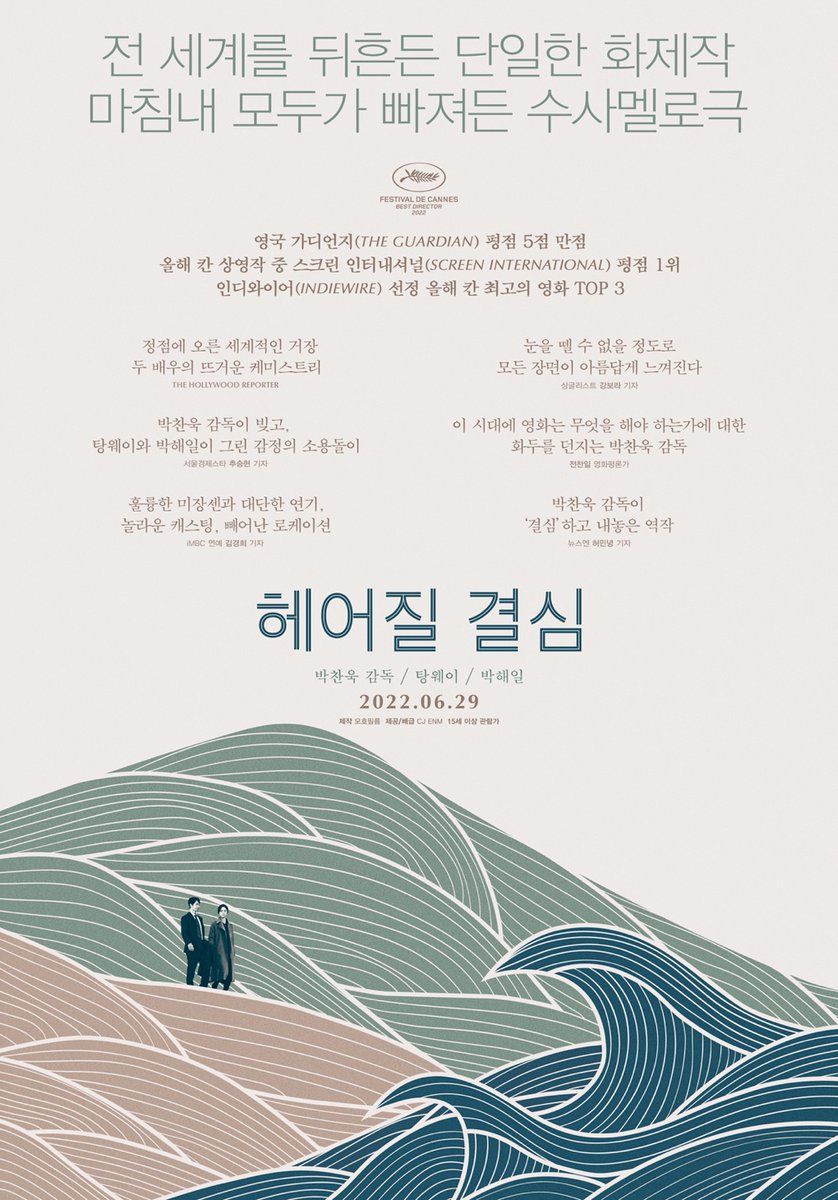 전 세계를 뒤흔든 단일한 화제작
마침내 모두가 빠져든 수사멜로극
FESTIVAL DE CANNES
BEST DIRECTOR
2022
영국 가디언지(THE GUARDIAN) 평점 5점 만점
올해 칸 상영작 중 스크린 인터내셔널(SCREEN INTERNATIONAL) 평점 1위
인디와이어(INDIEWIRE) 선정 올해 칸 최고의 영화 TOP 3
정점에 오른 세계적인 거장
두 배우의 뜨거운 케미스트리
THE HOLLYWOOD REPORTER
눈을 뗄 수 없을 정도로
모든 장면이 아름답게 느껴진다
싱글리스트 강보라 기자
박찬욱 감독이 빚고,
탕웨이와 박해일이 그린 감정의 소용돌이
서울경제스타 추승현 기자
이 시대에 영화는 무엇을 해야 하는가에 대한
화두를 던지는 박찬욱 감독
전찬일 영화평론가
훌륭한 미장센과 대단한 연기,
놀라운 캐스팅, 빼어난 로케이션
iMBC 연예 김경희 기자
박찬욱 감독이
‘결심’하고 내놓은 역작
뉴스엔 허민녕 기자
헤어질 결심
박찬욱 감독 / 탕웨이 / 박해일
2022.06.29
제작 모호필름 제공/배급 CJ ENM 15세 이상 관람가